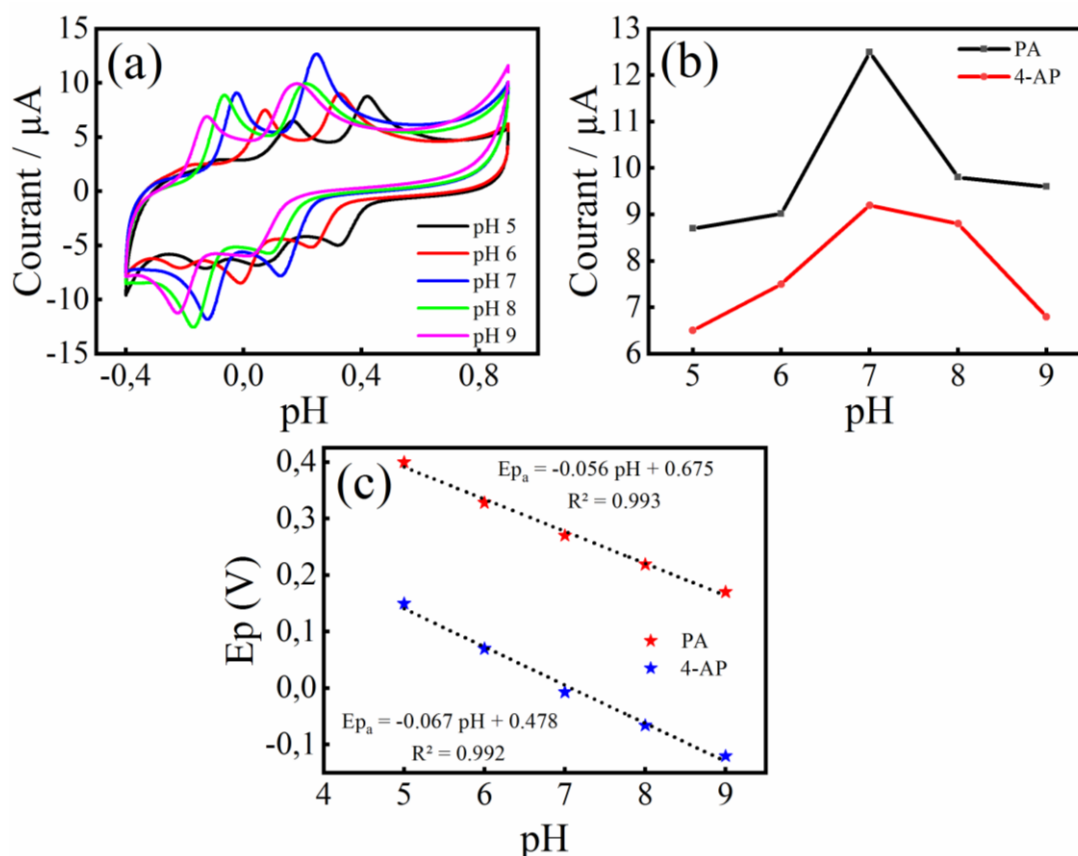 (a)
15
10
5
0
-5
-10
-15
Courant / µA
-0,4 0,0 0,4 0,8
pH
pH 5
pH 6
pH 7
pH 8
pH 9
(b)
13
12
11
10
9
8
7
6
Courant / µA
5 6 7 8 9
pH
PA
4-AP
(c)
0,4
0,3
0,2
0,1
0,0
-0,1
Ep (V)
4 5 6 7 8 9
pH
Epₐ = -0.056 pH + 0.675
R² = 0.993
PA
4-AP
Epₐ = -0.067 pH + 0.478
R² = 0.992